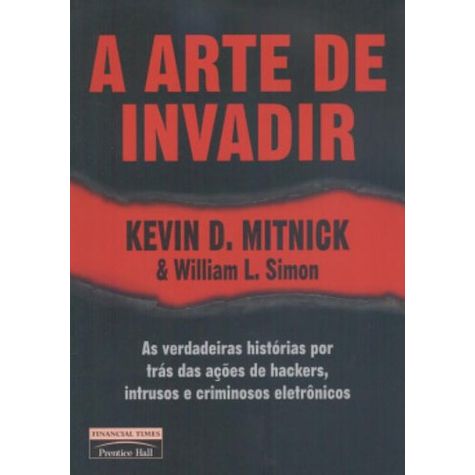 A ARTE DE
INVADIR
KEVIN D. MITNICK
& William L. Simon
As verdadeiras histórias por
trás das ações de hackers,
intrusos e criminosos eletrônicos
FINANCIAL TIMES
Prentice Hall